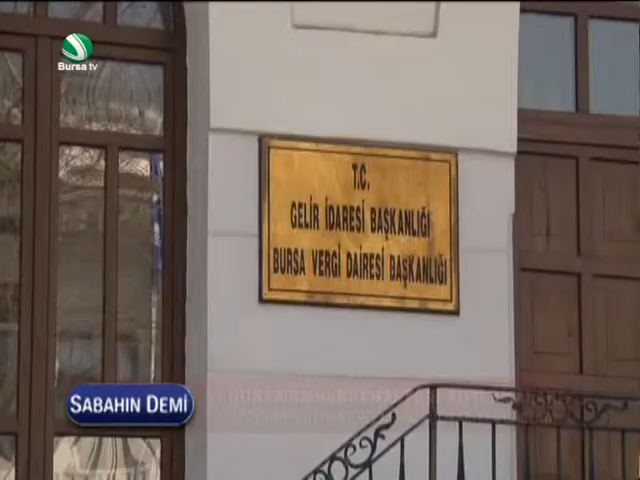 Bursa tv
T.C.
GELİR İDARESİ BAŞKANLIĞI
BURSA VERGİ DAİRESİ BAŞKANLIĞI
SABAHIN DEMİ